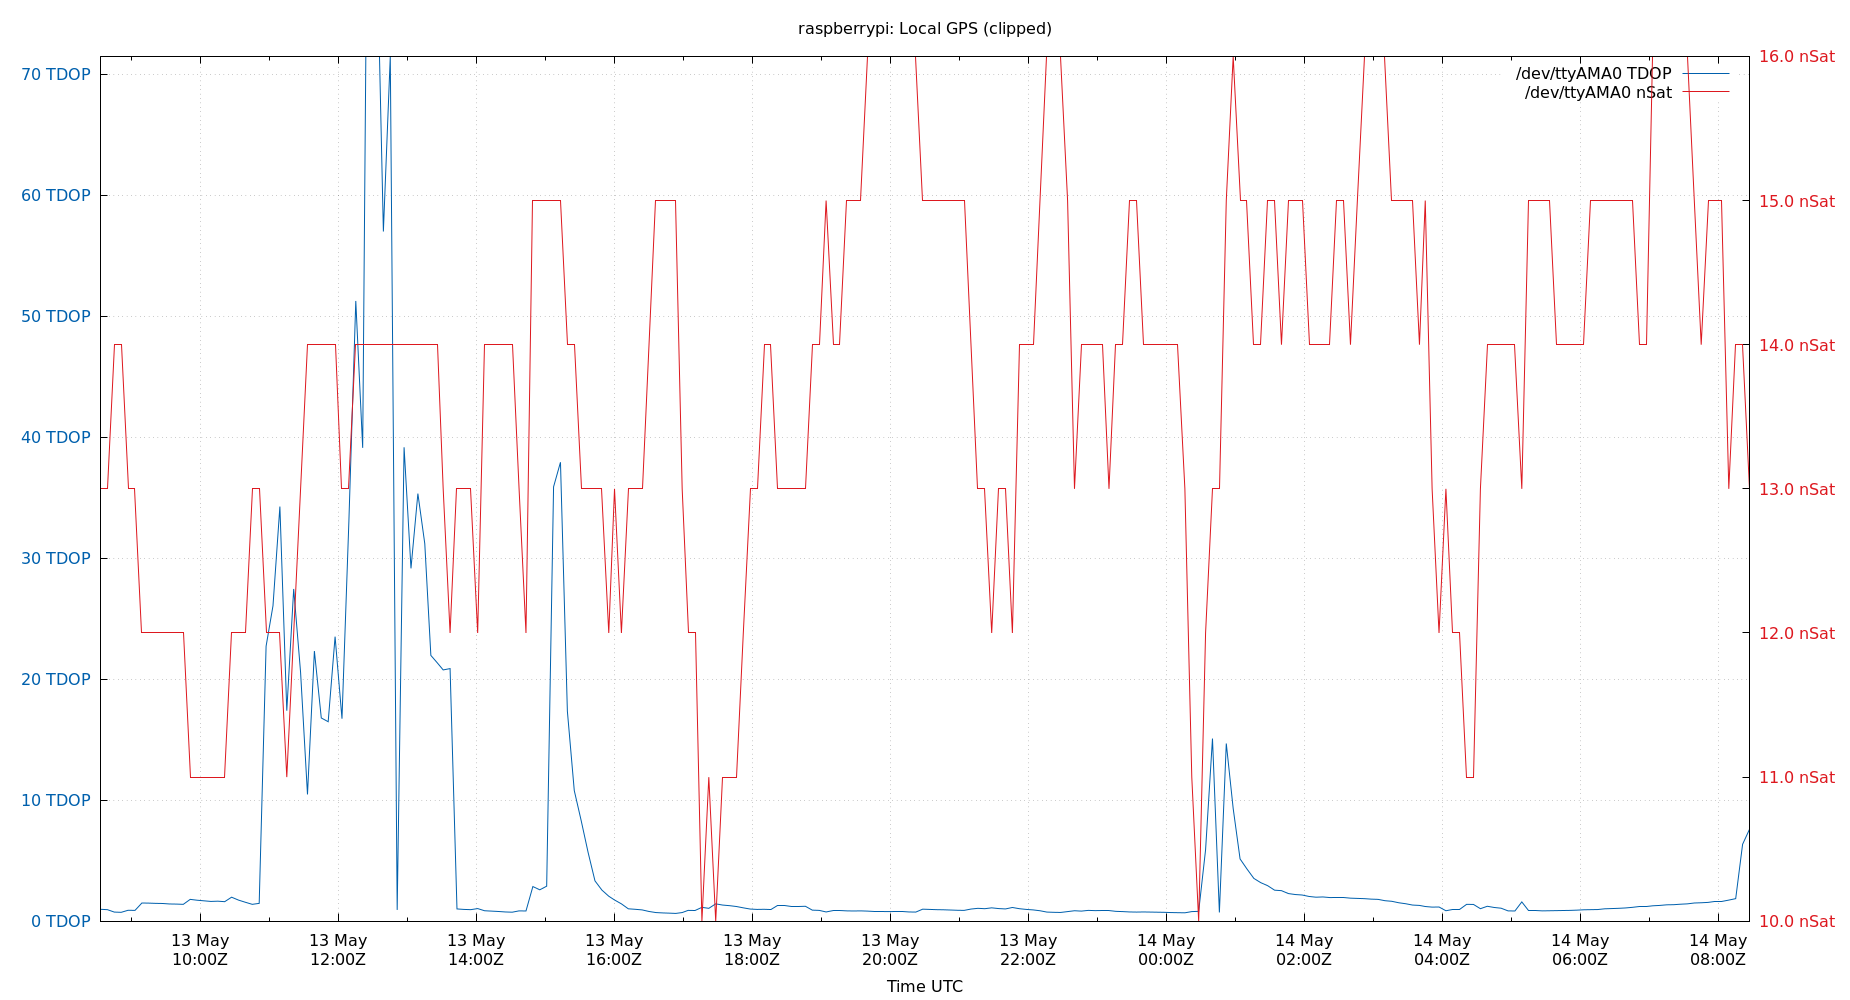 raspberrypi: Local GPS (clipped)
70 TDOP
60 TDOP
50 TDOP
40 TDOP
30 TDOP
20 TDOP
10 TDOP
0 TDOP
16.0 nSat
15.0 nSat
14.0 nSat
13.0 nSat
12.0 nSat
11.0 nSat
10.0 nSat
/dev/ttyAMA0 TDOP
/dev/ttyAMA0 nSat
13 May
10:00Z
13 May
12:00Z
13 May
14:00Z
13 May
16:00Z
13 May
18:00Z
13 May
20:00Z
13 May
22:00Z
14 May
00:00Z
14 May
02:00Z
14 May
04:00Z
14 May
06:00Z
14 May
08:00Z
Time UTC